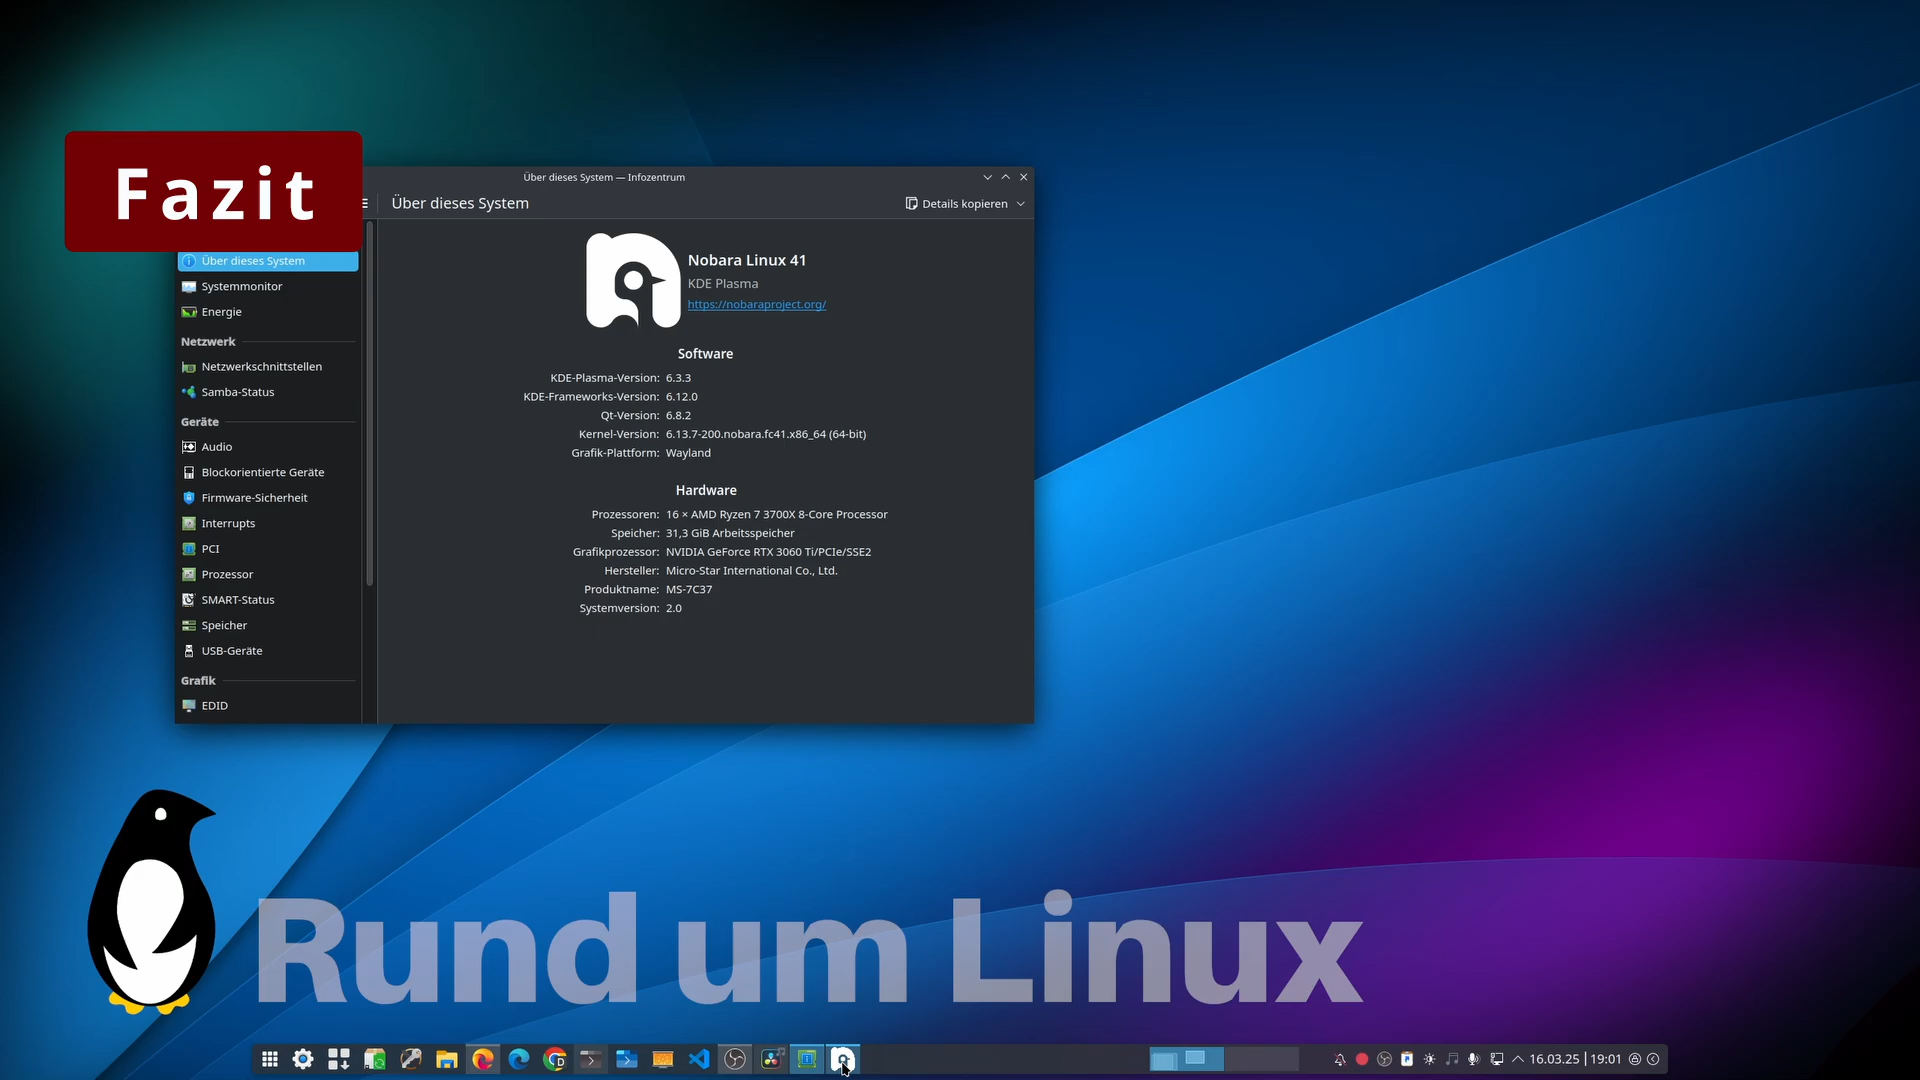 Fazit
Über dieses System — Infozentrum
Über dieses System
Details kopieren
Über dieses System
Systemmonitor
Energie
Netzwerk
Netzwerkschnittstellen
Samba-Status
Geräte
Audio
Blockorientierte Geräte
Firmware-Sicherheit
Interrupts
PCI
Prozessor
SMART-Status
Speicher
USB-Geräte
Grafik
EDID
Nobara Linux 41
KDE Plasma
https://nobaraproject.org/
Software
KDE-Plasma-Version: 6.3.3
KDE-Frameworks-Version: 6.12.0
Qt-Version: 6.8.2
Kernel-Version: 6.13.7-200.nobara.fc41.x86_64 (64-bit)
Grafik-Plattform: Wayland
Hardware
Prozessoren: 16 × AMD Ryzen 7 3700X 8-Core Processor
Speicher: 31,3 GiB Arbeitsspeicher
Grafikprozessor: NVIDIA GeForce RTX 3060 Ti/PCIe/SSE2
Hersteller: Micro-Star International Co., Ltd.
Produktname: MS-7C37
Systemversion: 2.0
Rund um Linux
16.03.25 | 19:01